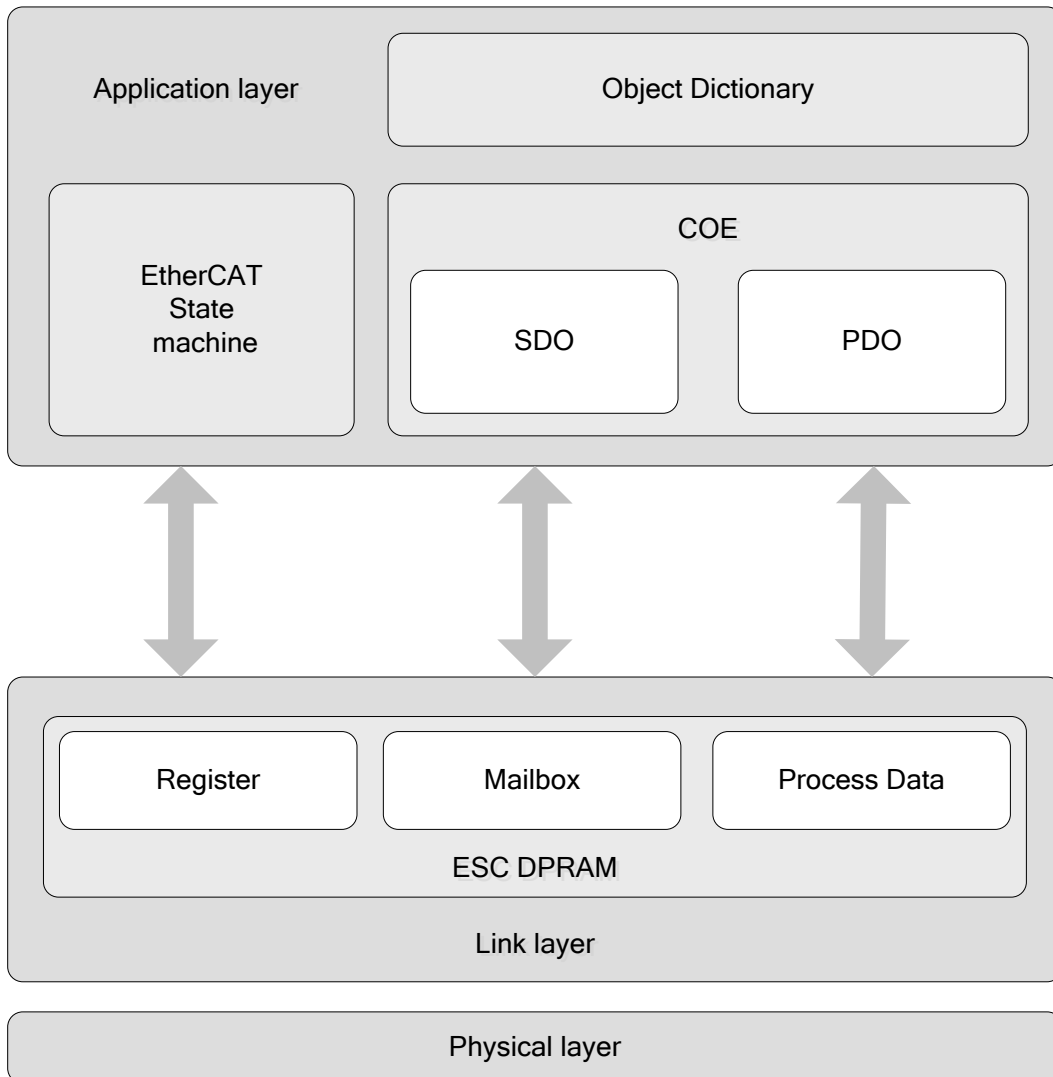 Application layer
Object Dictionary
EtherCAT
State
machine
COE
SDO
PDO
Register
Mailbox
Process Data
ESC DPRAM
Link layer
Physical layer